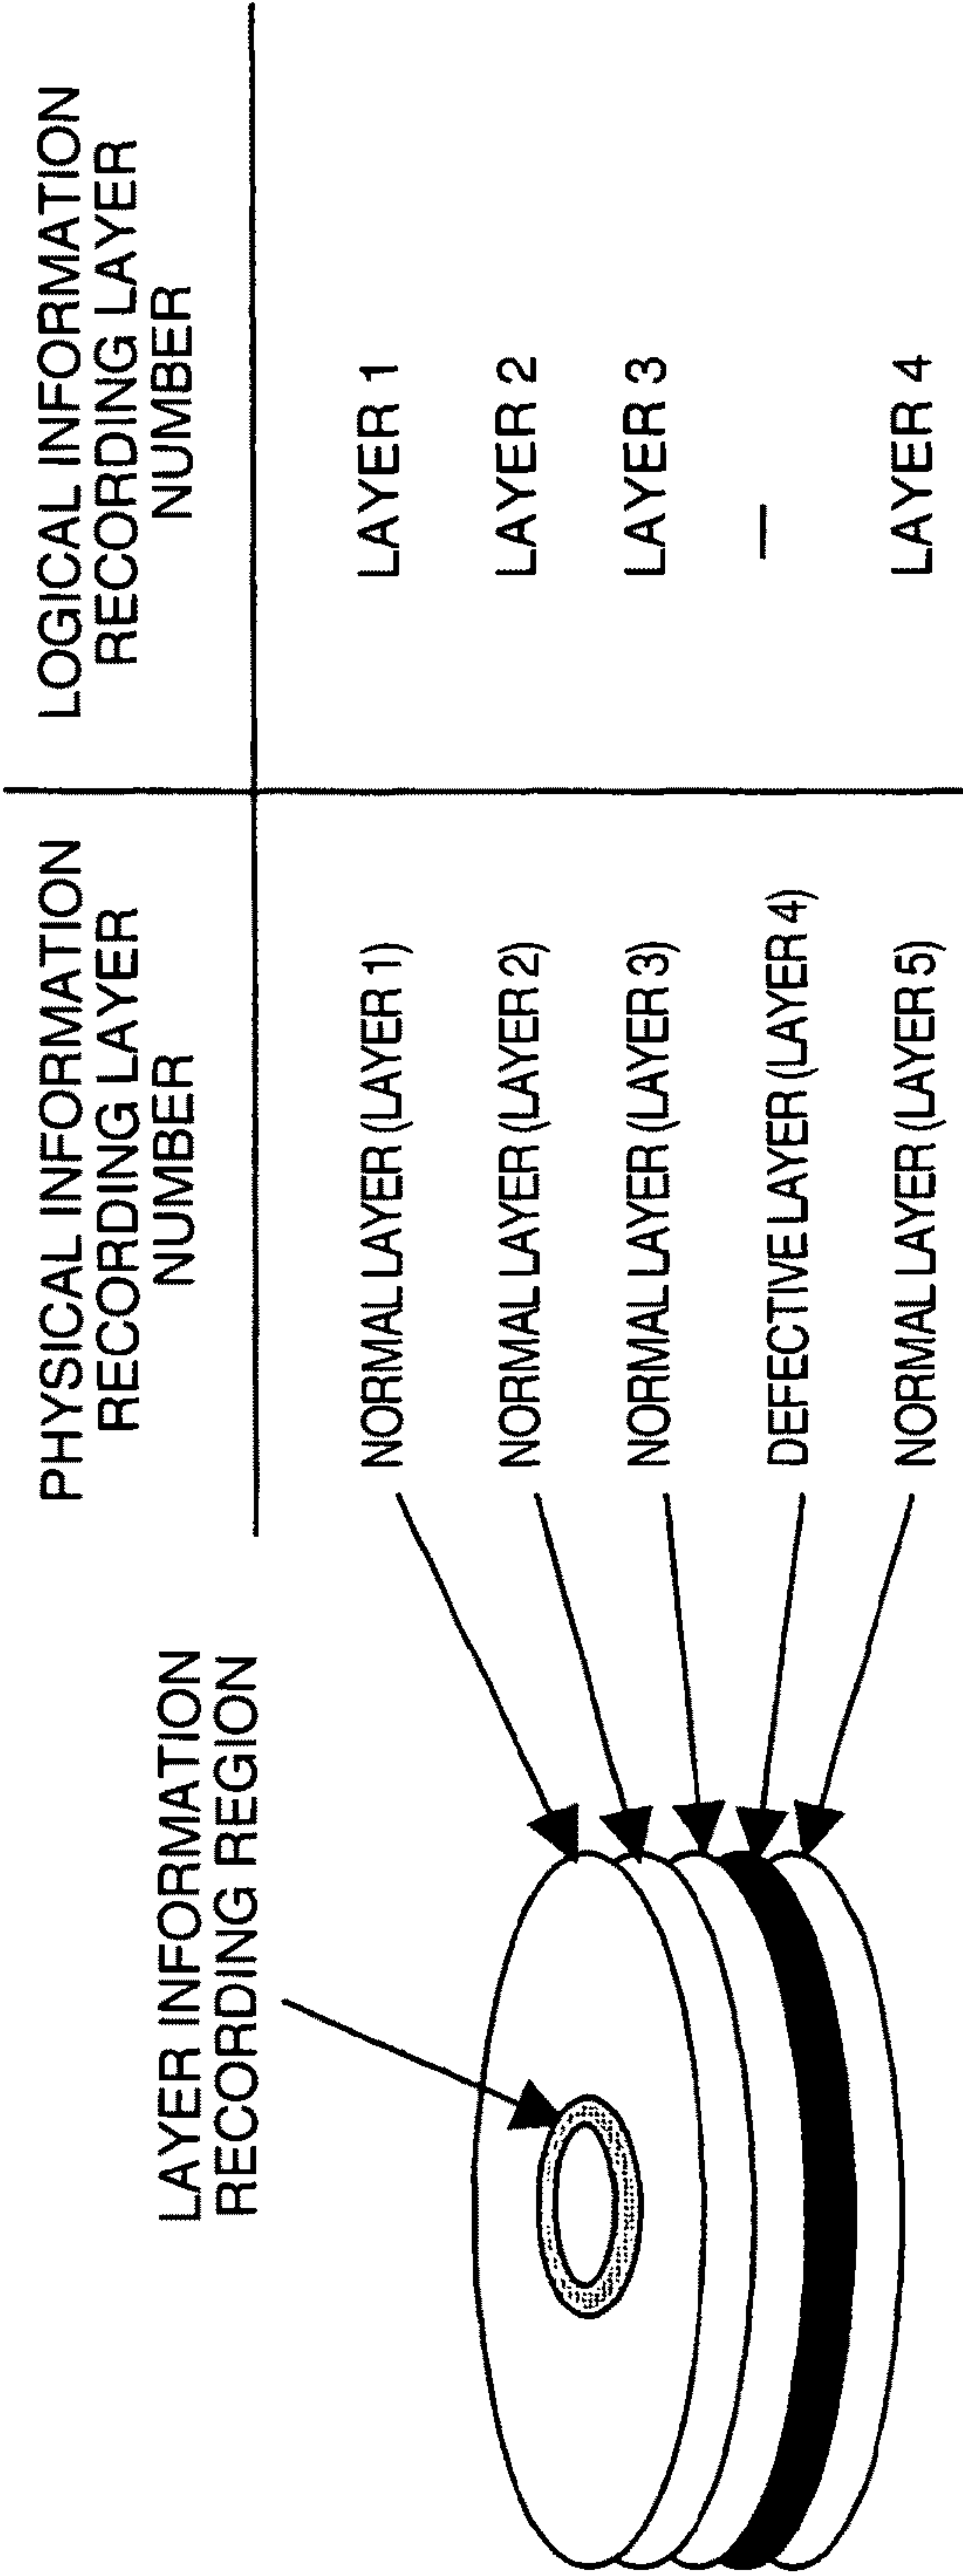 PHYSICAL INFORMATION
RECORDING LAYER
NUMBER
LOGICAL INFORMATION
RECORDING LAYER
NUMBER
LAYER INFORMATION
RECORDING REGION
NORMAL LAYER (LAYER 1)
LAYER 1
NORMAL LAYER (LAYER 2)
LAYER 2
NORMAL LAYER (LAYER 3)
LAYER 3
DEFECTIVE LAYER (LAYER 4)
—
NORMAL LAYER (LAYER 5)
LAYER 4